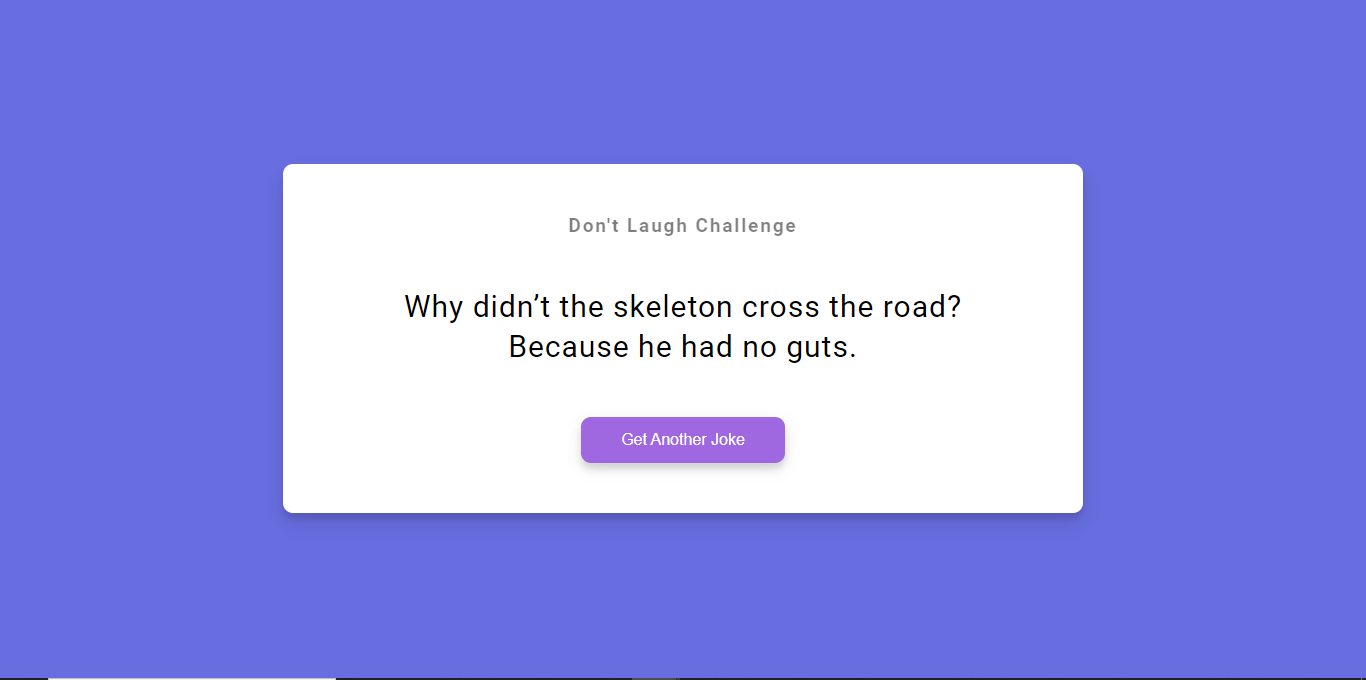 Don't Laugh Challenge
Why didn’t the skeleton cross the road?
Because he had no guts.
Get Another Joke